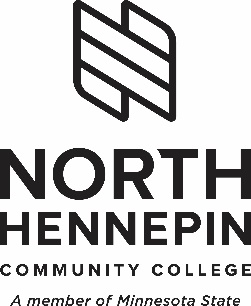 NORTH
HENNEPIN
COMMUNITY COLLEGE
A member of Minnesota State